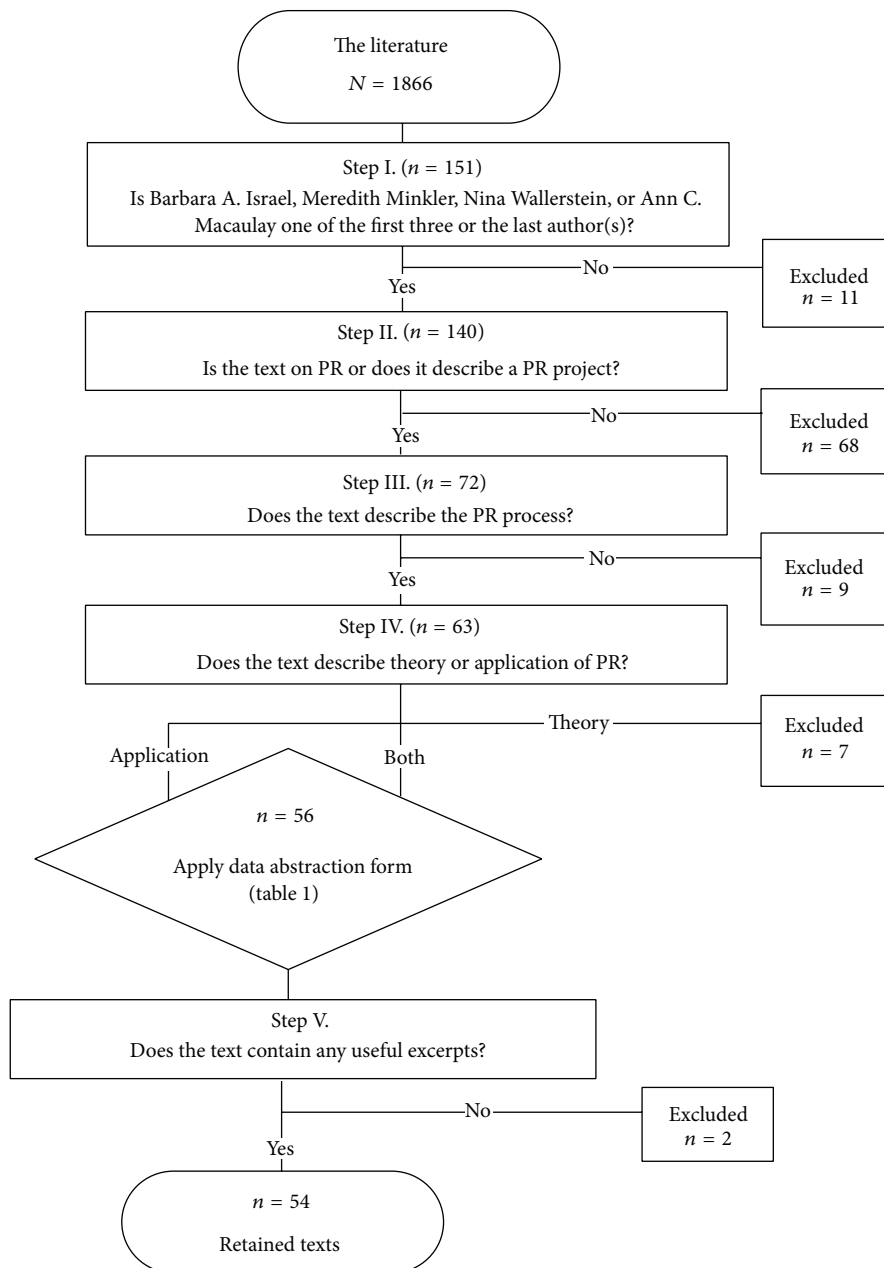 The literature
N = 1866
Step I. (n = 151)
Is Barbara A. Israel, Meredith Minkler, Nina Wallerstein, or Ann C.
Macaulay one of the first three or the last author(s)?
No
Excluded
n = 11
Yes
Step II. (n = 140)
Is the text on PR or does it describe a PR project?
No
Excluded
n = 68
Yes
Step III. (n = 72)
Does the text describe the PR process?
No
Excluded
n = 9
Yes
Step IV. (n = 63)
Does the text describe theory or application of PR?
Theory
Excluded
n = 7
Application
Both
n = 56
Apply data abstraction form
(table 1)
Step V.
Does the text contain any useful excerpts?
No
Excluded
n = 2
Yes
n = 54
Retained texts